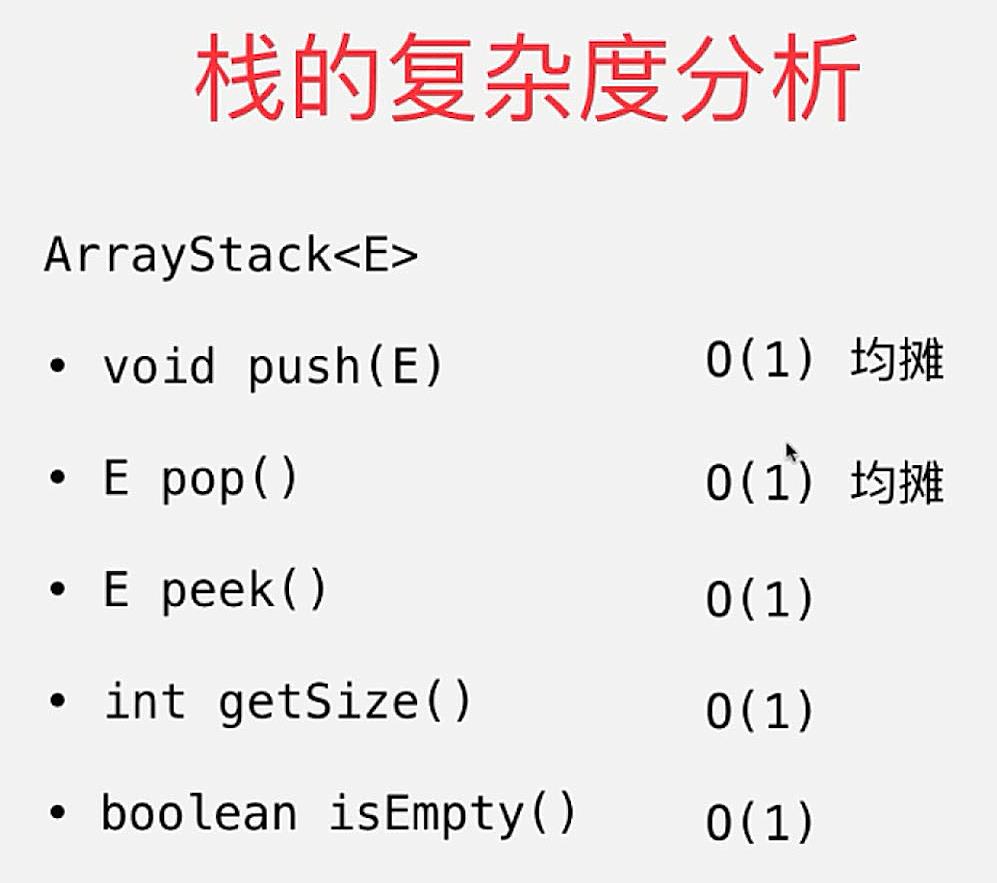 栈的复杂度分析
ArrayStack<E>
• void push(E) O(1) 均摊
• E pop() O(1) 均摊
• E peek() O(1)
• int getSize() O(1)
• boolean isEmpty() O(1)